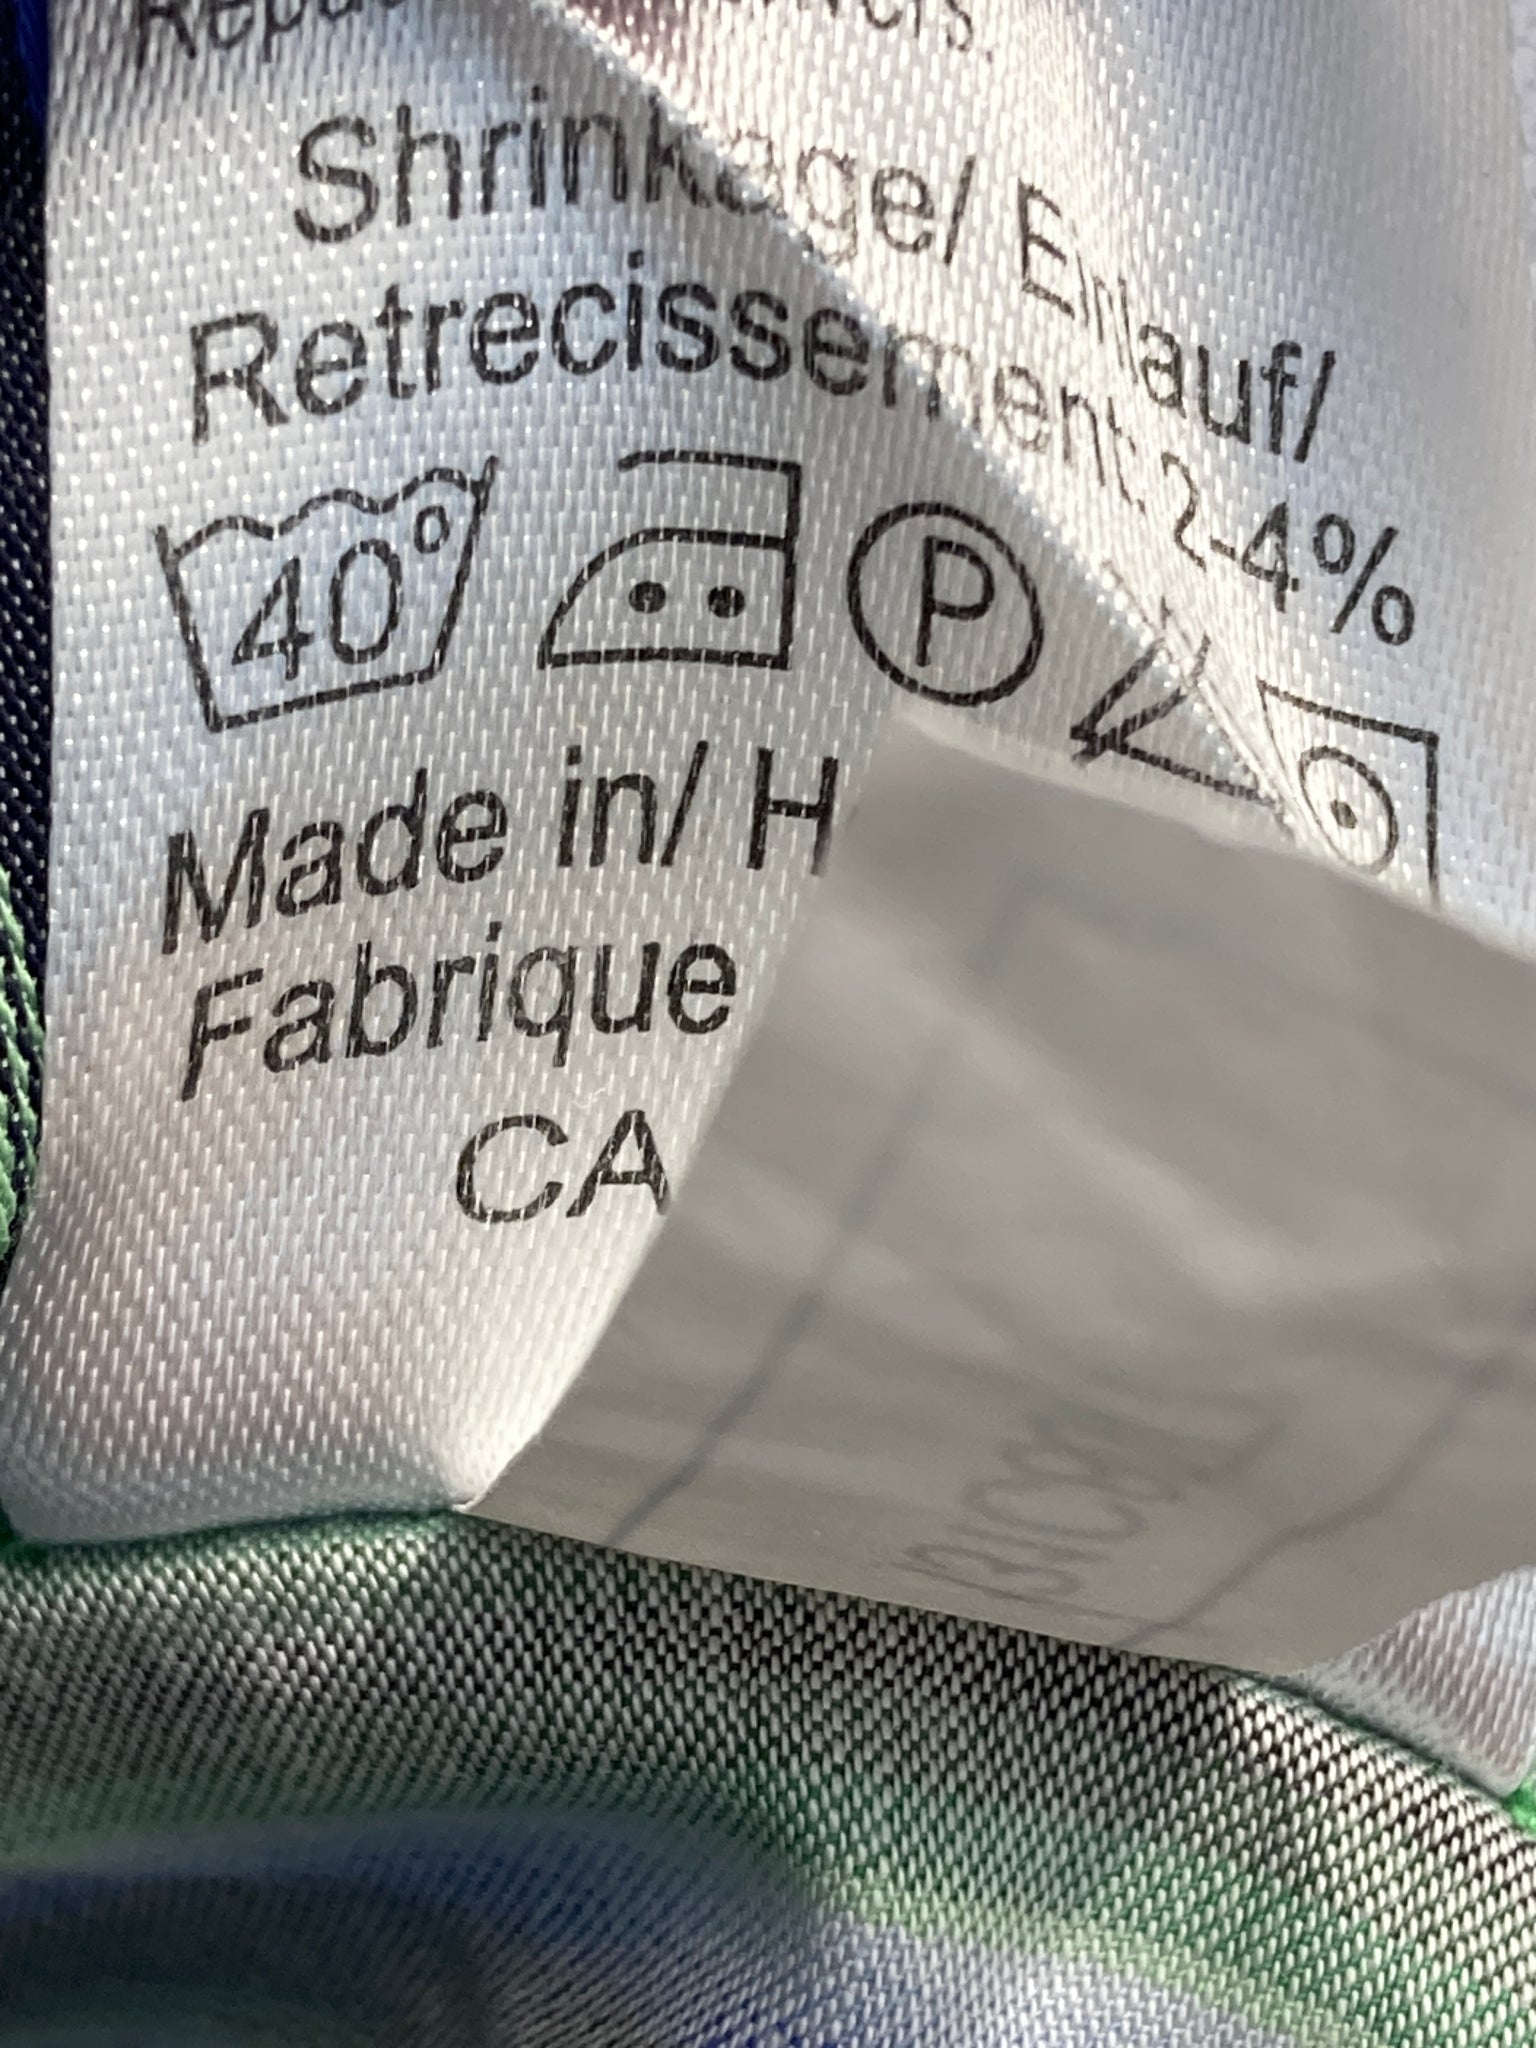 Shrinkage/ Einlauf/
Retrecissement 2-4%
40° P
Made in/ H
Fabrique
CA